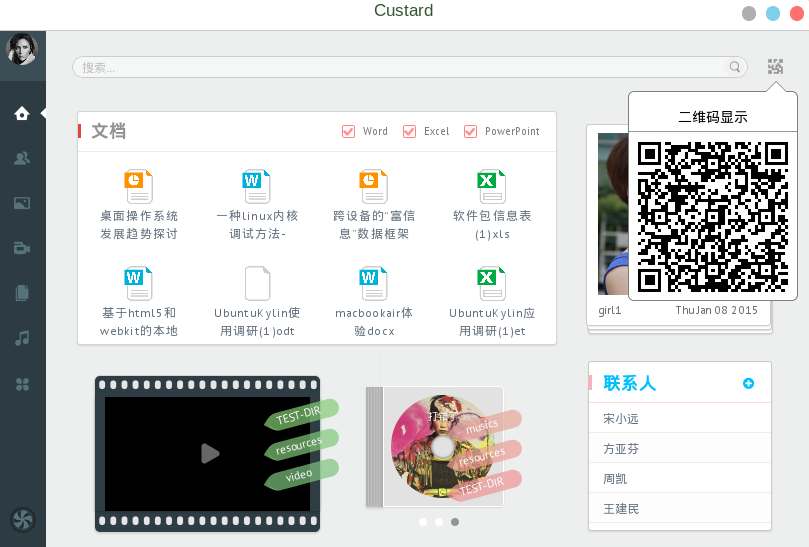 Custard
搜索...
二维码显示
文档
Word
Excel
PowerPoint
桌面操作系统
发展趋势探讨
一种linux内核
调试方法-
跨设备的"富信
息"数据框架
软件包信息表
(1)xls
基于html5和
webkit的本地
UbuntuKylin使
用调研(1)odt
macbookair体
验docx
UbuntuKylin应
用调研(1)et
girl1
Thu Jan 08 2015
TEST-DIR
resources
video
打错了
musics
resources
TEST-DIR
联系人
宋小远
方亚芬
周凯
王建民